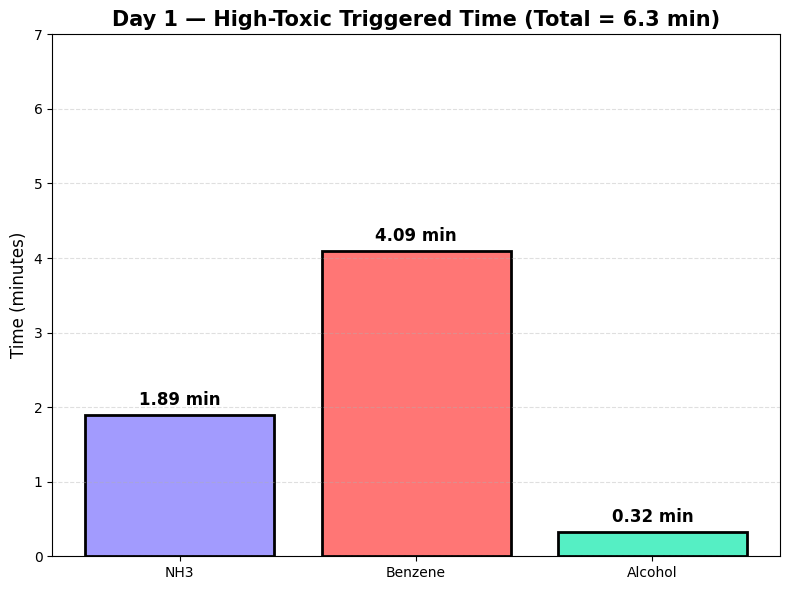 Day 1 — High-Toxic Triggered Time (Total = 6.3 min)
Time (minutes)
7
6
5
4
3
2
1
0
1.89 min
4.09 min
0.32 min
NH3
Benzene
Alcohol